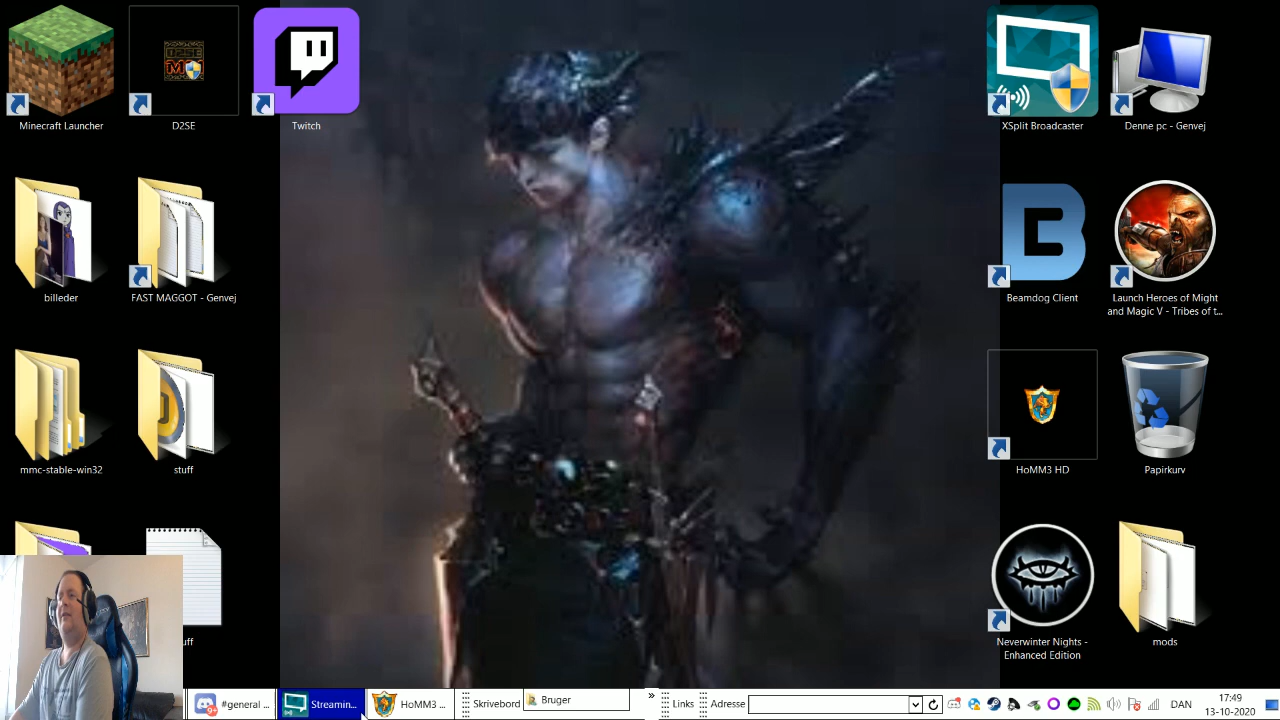 Minecraft Launcher
D2SE
Twitch
XSplit Broadcaster
Denne pc - Genvej
billeder
FAST MAGGOT - Genvej
Beamdog Client
Launch Heroes of Might
and Magic V - Tribes of t...
mmc-stable-win32
stuff
HoMM3 HD
Papirkurv
uff
Neverwinter Nights -
Enhanced Edition
mods
#general ...
Streamin...
HoMM3 ...
Skrivebord
Bruger
»
Links
Adresse
DAN
17:49
13-10-2020